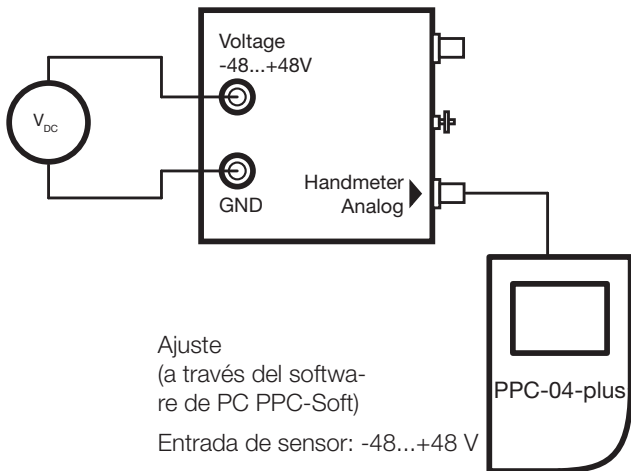 Voltage
-48...+48V
VDC
GND
Handmeter
Analog
PPC-04-plus
Ajuste
(a través del softwa-
re de PC PPC-Soft)
Entrada de sensor: -48...+48 V